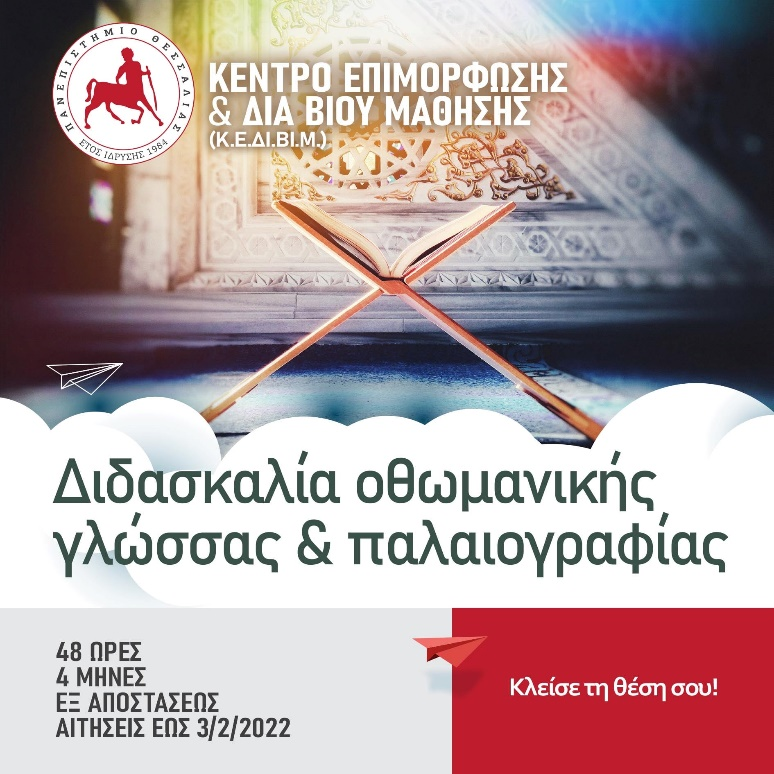 ΠΑΝΕΠΙΣΤΗΜΙΟ ΘΕΣΣΑΛΙΑΣ
ΕΤΟΣ ΙΔΡΥΣΗΣ 1984
ΚΕΝΤΡΟ ΕΠΙΜΟΡΦΩΣΗΣ
& ΔΙΑ ΒΙΟΥ ΜΑΘΗΣΗΣ
(Κ.Ε.ΔΙ.ΒΙ.Μ.)
Διδασκαλία οθωμανικής
γλώσσας & παλαιογραφίας
48 ΩΡΕΣ
4 ΜΗΝΕΣ
ΕΞ ΑΠΟΣΤΑΣΕΩΣ
ΑΙΤΗΣΕΙΣ ΕΩΣ 3/2/2022
Κλείσε τη θέση σου!